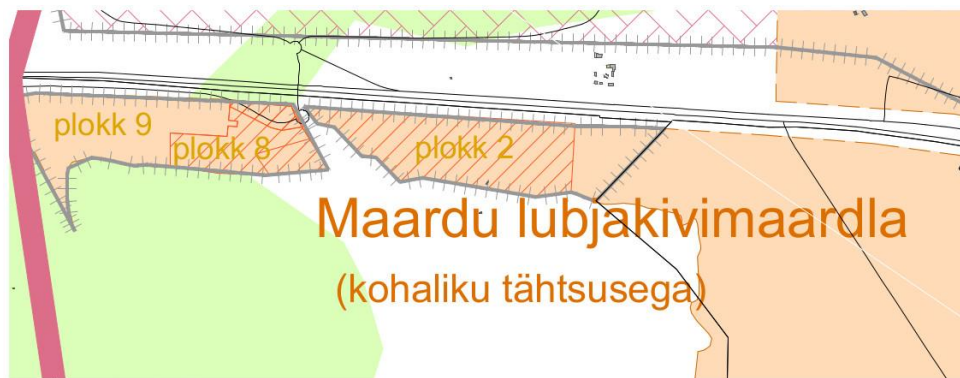 plokk 9
plokk 8
plokk 2
Maardu lubjakivimaardla
(kohaliku tähtsusega)